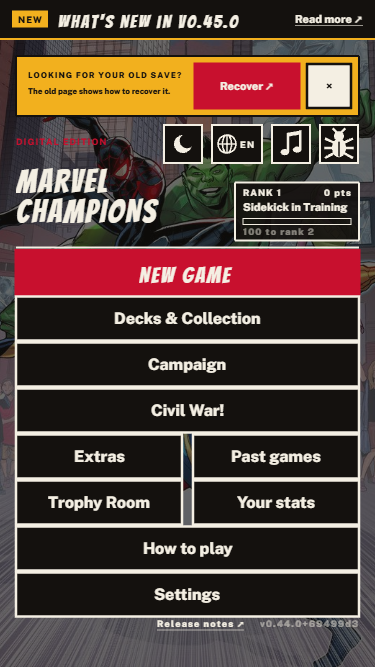 NEW WHAT'S NEW IN V0.45.0 Read more ↗
LOOKING FOR YOUR OLD SAVE?
The old page shows how to recover it.
Recover ↗
×
DIGITAL EDITION
EN
MARVEL
CHAMPIONS
RANK 1 0 pts
Sidekick in Training
100 to rank 2
NEW GAME
Decks & Collection
Campaign
Civil War!
Extras Past games
Trophy Room Your stats
How to play
Settings
Release notes ↗ v0.44.0+68499d3